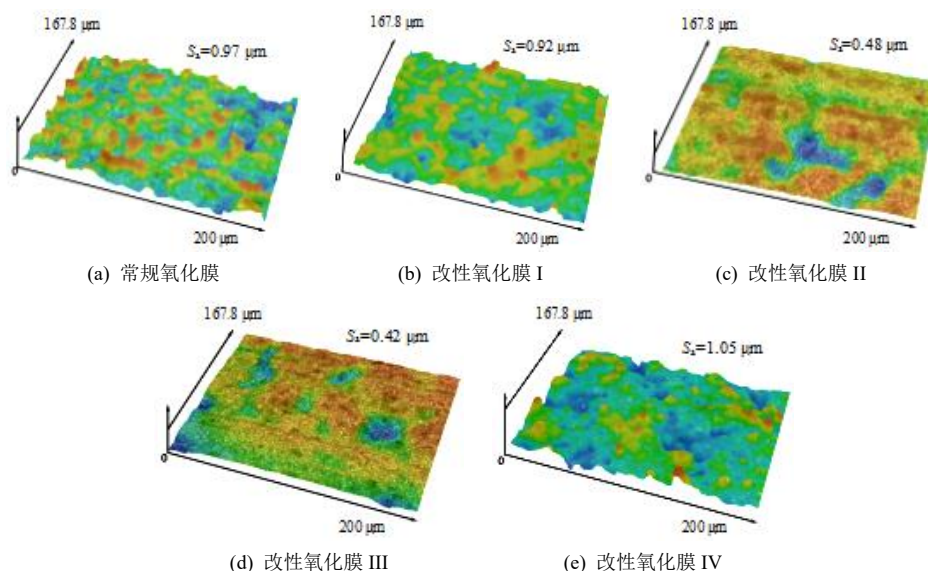 167.8 μm
Sa=0.97 μm
0
200 μm
(a) 常规氧化膜
167.8 μm
Sa=0.92 μm
0
200 μm
(b) 改性氧化膜 I
167.8 μm
Sa=0.48 μm
0
200 μm
(c) 改性氧化膜 II
167.8 μm
Sa=0.42 μm
0
200 μm
(d) 改性氧化膜 III
167.8 μm
Sa=1.05 μm
0
200 μm
(e) 改性氧化膜 IV